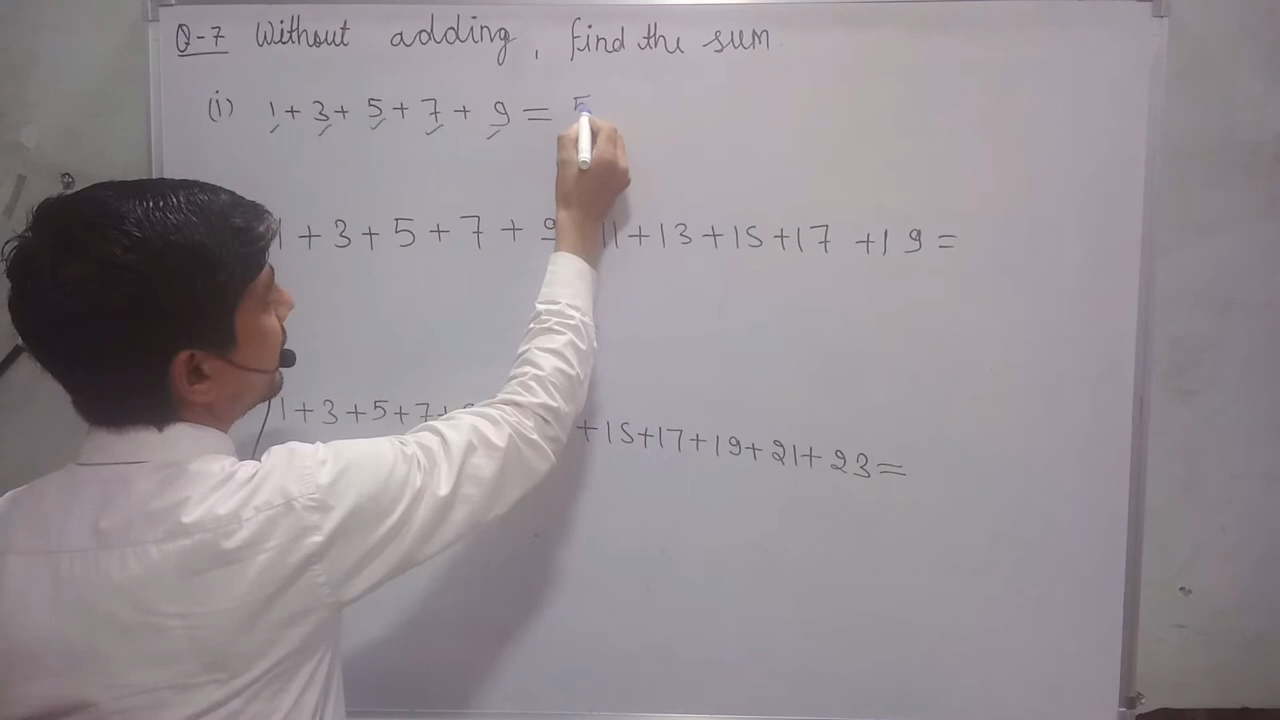 Q-7 Without adding, find the sum
(i) 1 + 3 + 5 + 7 + 9 = 5
1 + 3 + 5 + 7 + 9 11 + 13 + 15 + 17 + 19 =
1 + 3 + 5 + 7 + + 15 + 17 + 19 + 21 + 23 =